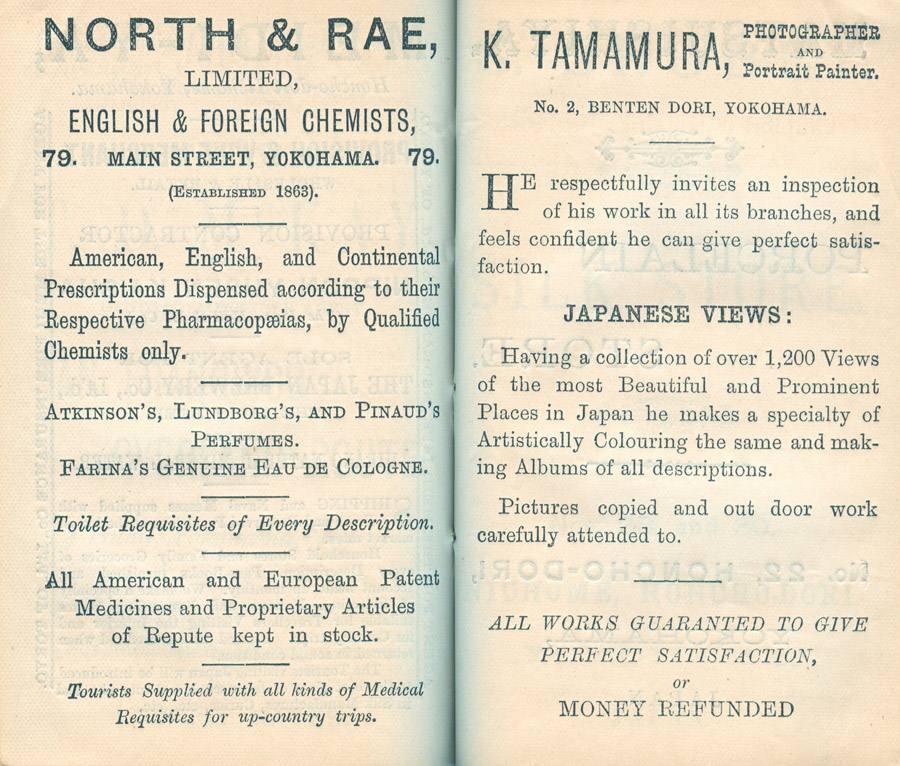 NORTH & RAE,
LIMITED,
ENGLISH & FOREIGN CHEMISTS,
79. MAIN STREET, YOKOHAMA. 79.
(ESTABLISHED 1863).
American, English, and Continental
Prescriptions Dispensed according to their
Respective Pharmacopæias, by Qualified
Chemists only.
ATKINSON'S, LUNDBORG'S, AND PINAUD'S
PERFUMES.
FARINA'S GENUINE EAU DE COLOGNE.
Toilet Requisites of Every Description.
All American and European Patent
Medicines and Proprietary Articles
of Repute kept in stock.
Tourists Supplied with all kinds of Medical
Requisites for up-country trips.
K. TAMAMURA, PHOTOGRAPHER
AND
Portrait Painter.
No. 2, BENTEN DORI, YOKOHAMA.
HE respectfully invites an inspection
of his work in all its branches, and
feels confident he can give perfect satis-
faction.
JAPANESE VIEWS:
Having a collection of over 1,200 Views
of the most Beautiful and Prominent
Places in Japan he makes a specialty of
Artistically Colouring the same and mak-
ing Albums of all descriptions.
Pictures copied and out door work
carefully attended to.
ALL WORKS GUARANTED TO GIVE
PERFECT SATISFACTION,
or
MONEY REFUNDED